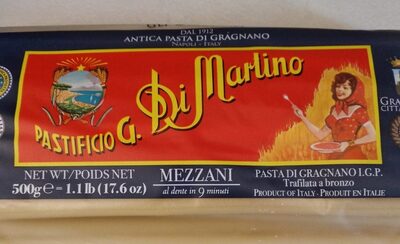 DAL 1912
ANTICA PASTA DI GRAGNANO
NAPOLI - ITALY
PASTIFICIO G. Di Martino
NET WT/POIDS NET
500g e = 1.1 lb (17.6 oz)
MEZZANI
al dente in 9 minuti
PASTA DI GRAGNANO I.G.P.
Trafilata a bronzo
PRODUCT OF ITALY - PRODUIT EN ITALIE